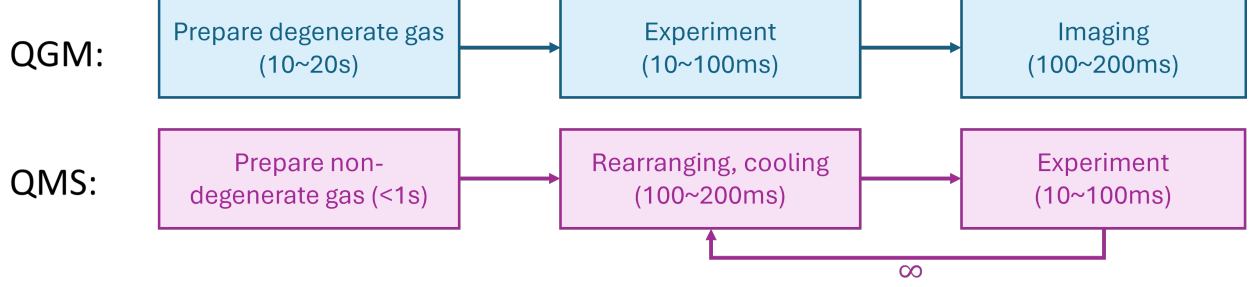 QGM:
Prepare degenerate gas
(10~20s)
Experiment
(10~100ms)
Imaging
(100~200ms)
QMS:
Prepare non-
degenerate gas (<1s)
Rearranging, cooling
(100~200ms)
Experiment
(10~100ms)
∞